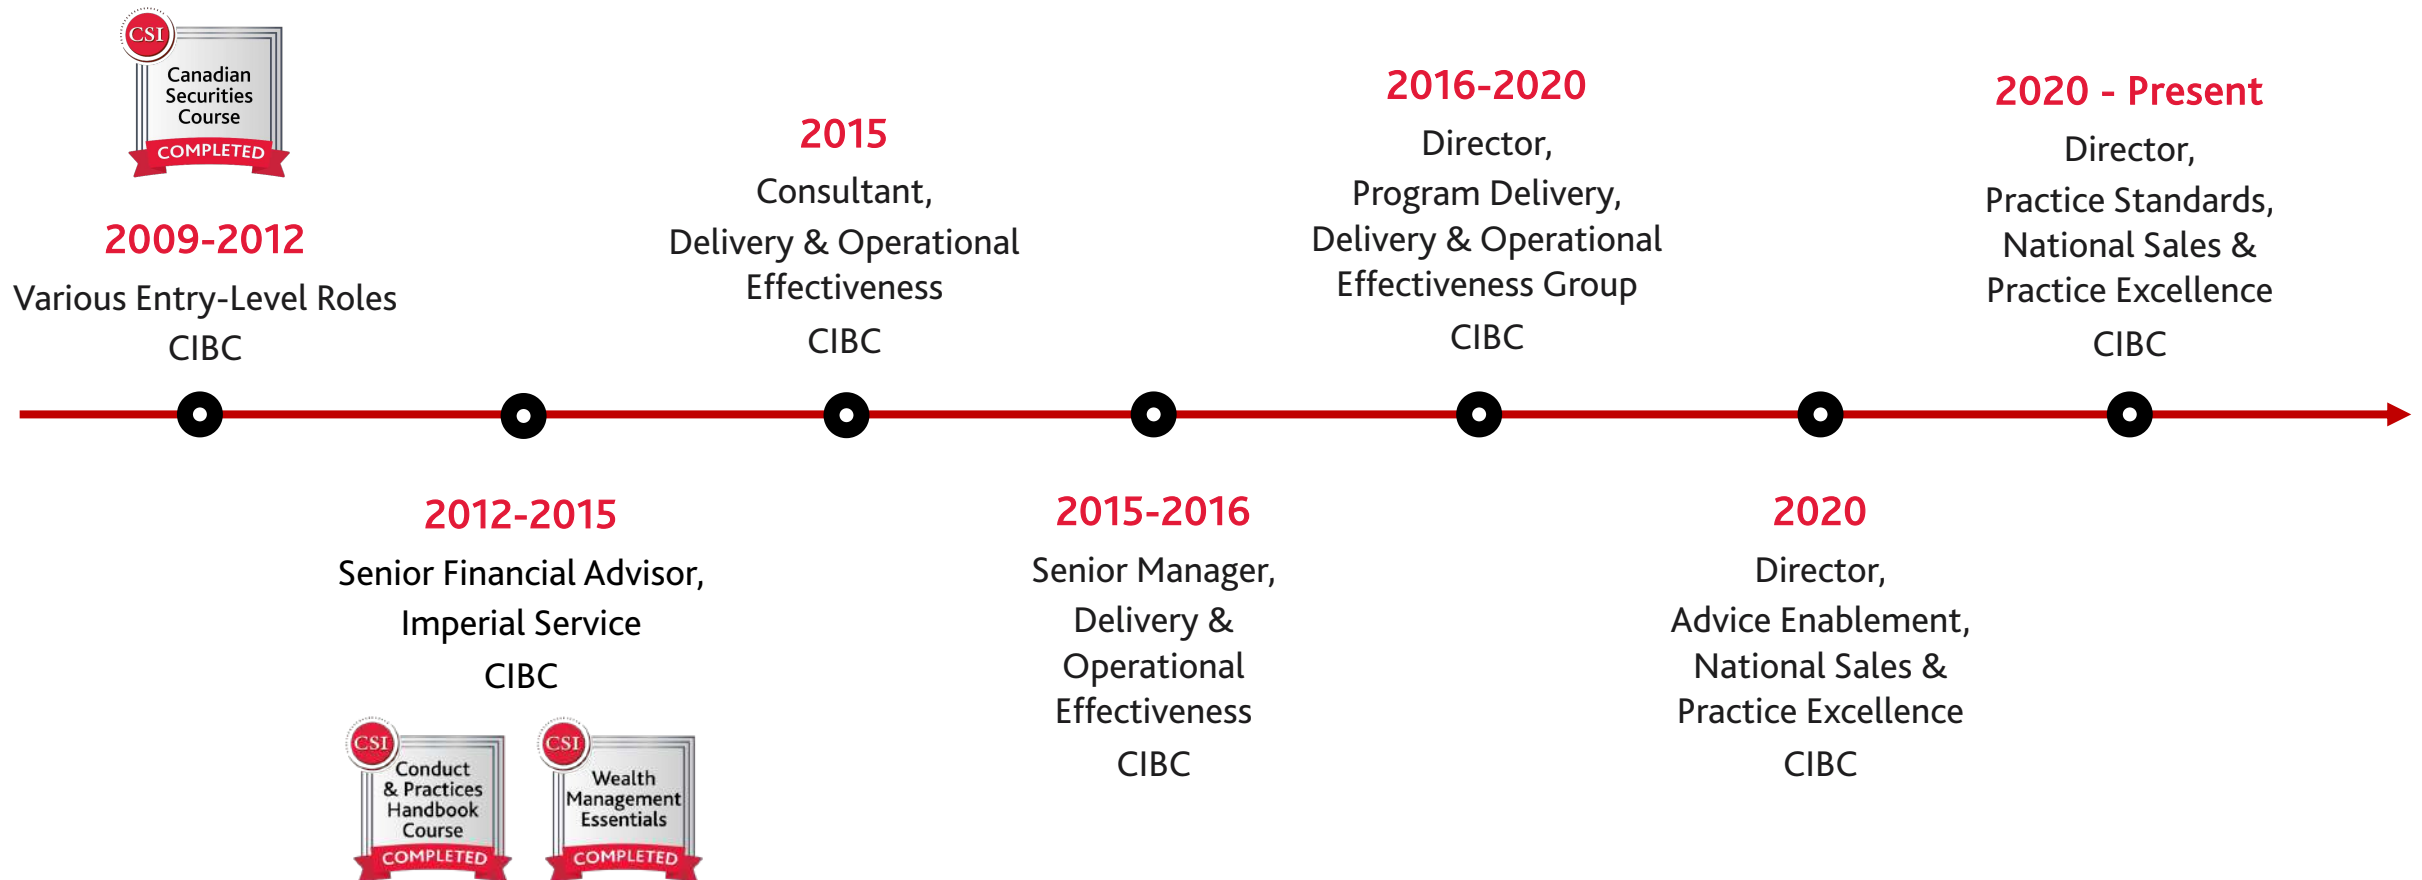 CSI
Canadian
Securities
Course
COMPLETED
2009-2012
Various Entry-Level Roles
CIBC
2012-2015
Senior Financial Advisor,
Imperial Service
CIBC
CSI
Conduct
& Practices
Handbook
Course
COMPLETED
CSI
Wealth
Management
Essentials
COMPLETED
2015
Consultant,
Delivery & Operational
Effectiveness
CIBC
2015-2016
Senior Manager,
Delivery &
Operational
Effectiveness
CIBC
2016-2020
Director,
Program Delivery,
Delivery & Operational
Effectiveness Group
CIBC
2020
Director,
Advice Enablement,
National Sales &
Practice Excellence
CIBC
2020 - Present
Director,
Practice Standards,
National Sales &
Practice Excellence
CIBC